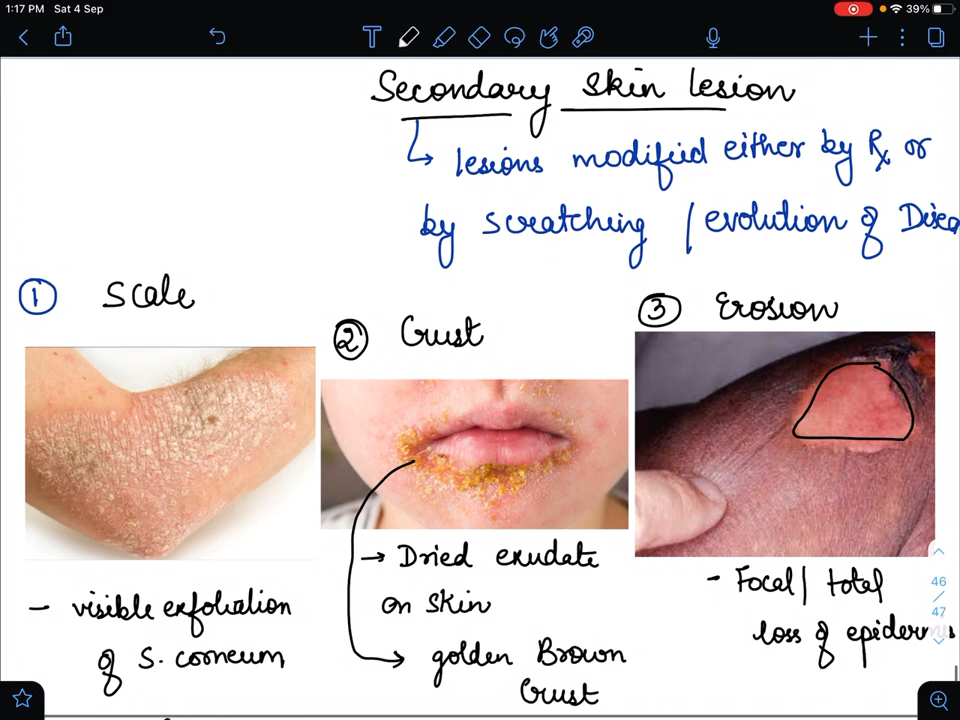 1:17 PM Sat 4 Sep
39%
Secondary skin lesion
↳ lesions modified either by Rx or
by scratching / evolution of Disea
① Scale
② Crust
③ Erosion
→ Dried exudate
on skin
→ golden Brown
Crust
- visible exfoliation
of S. corneum
- Focal / total
loss of epidermis
46
/
47